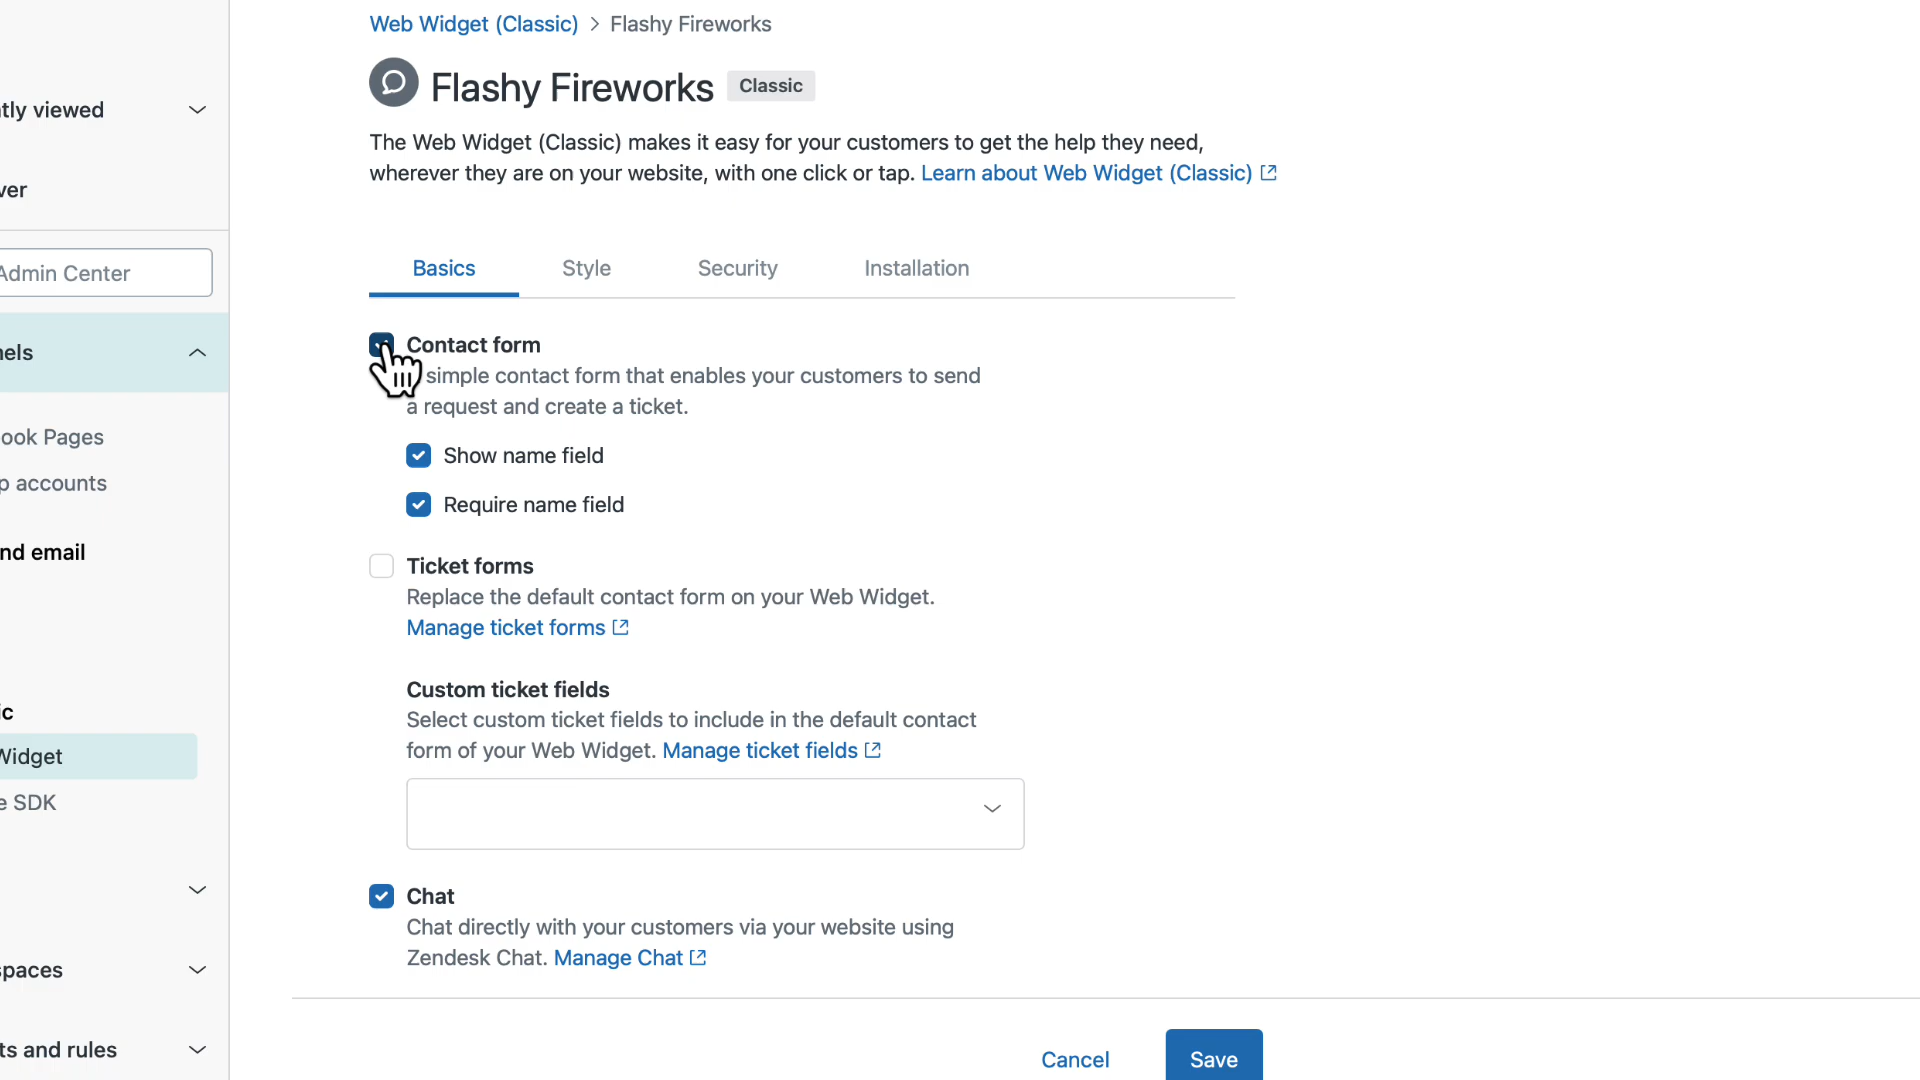 Web Widget (Classic) > Flashy Fireworks
Flashy Fireworks Classic
The Web Widget (Classic) makes it easy for your customers to get the help they need,
wherever they are on your website, with one click or tap. Learn about Web Widget (Classic)
tly viewed
ver
Admin Center
nels
ook Pages
p accounts
nd email
ic
Widget
e SDK
spaces
ts and rules
Basics Style Security Installation
Contact form
simple contact form that enables your customers to send
a request and create a ticket.
Show name field
Require name field
Ticket forms
Replace the default contact form on your Web Widget.
Manage ticket forms
Custom ticket fields
Select custom ticket fields to include in the default contact
form of your Web Widget. Manage ticket fields
Chat
Chat directly with your customers via your website using
Zendesk Chat. Manage Chat
Cancel Save